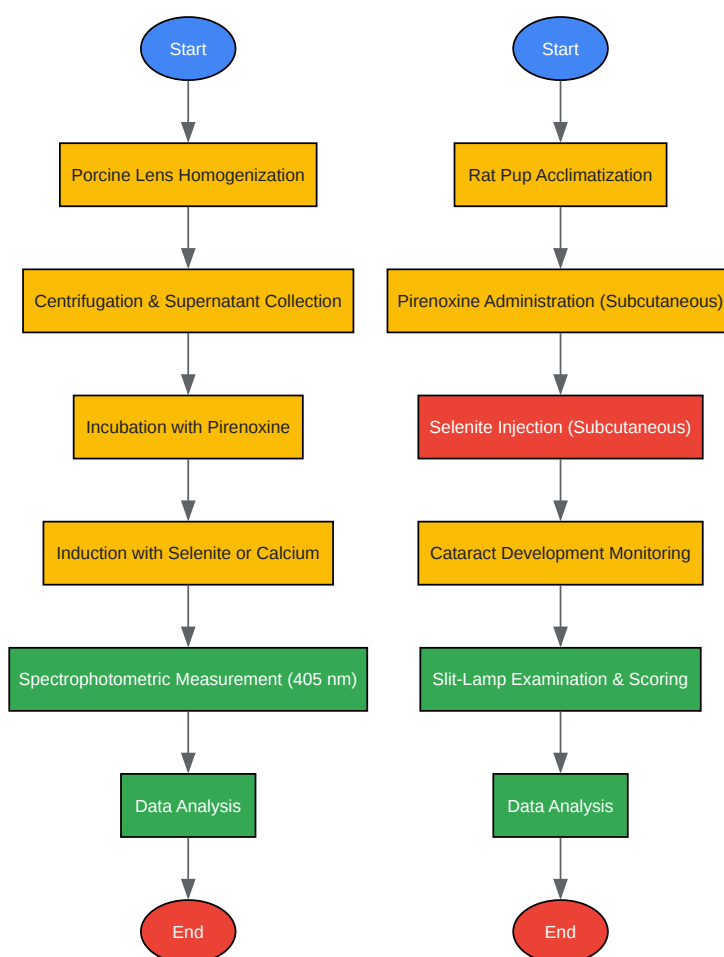 Start
Porcine Lens Homogenization
Centrifugation & Supernatant Collection
Incubation with Pirenoxine
Induction with Selenite or Calcium
Spectrophotometric Measurement (405 nm)
Data Analysis
End
Start
Rat Pup Acclimatization
Pirenoxine Administration (Subcutaneous)
Selenite Injection (Subcutaneous)
Cataract Development Monitoring
Slit-Lamp Examination & Scoring
Data Analysis
End